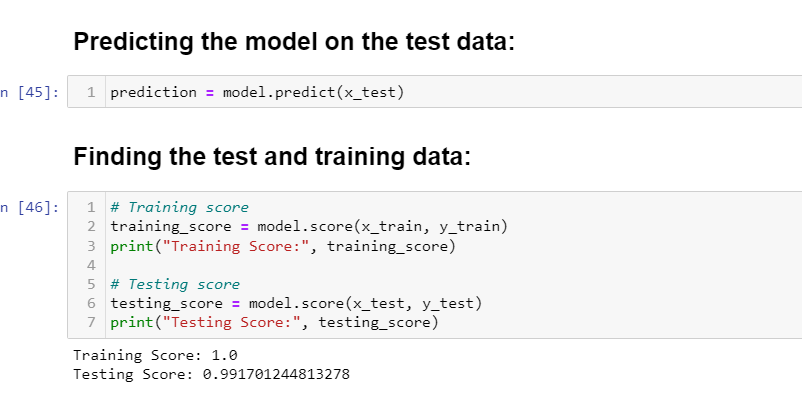 Predicting the model on the test data:
n [45]: 1 prediction = model.predict(x_test)
Finding the test and training data:
n [46]: 1 # Training score
2 training_score = model.score(x_train, y_train)
3 print("Training Score:", training_score)
4
5 # Testing score
6 testing_score = model.score(x_test, y_test)
7 print("Testing Score:", testing_score)
Training Score: 1.0
Testing Score: 0.991701244813278